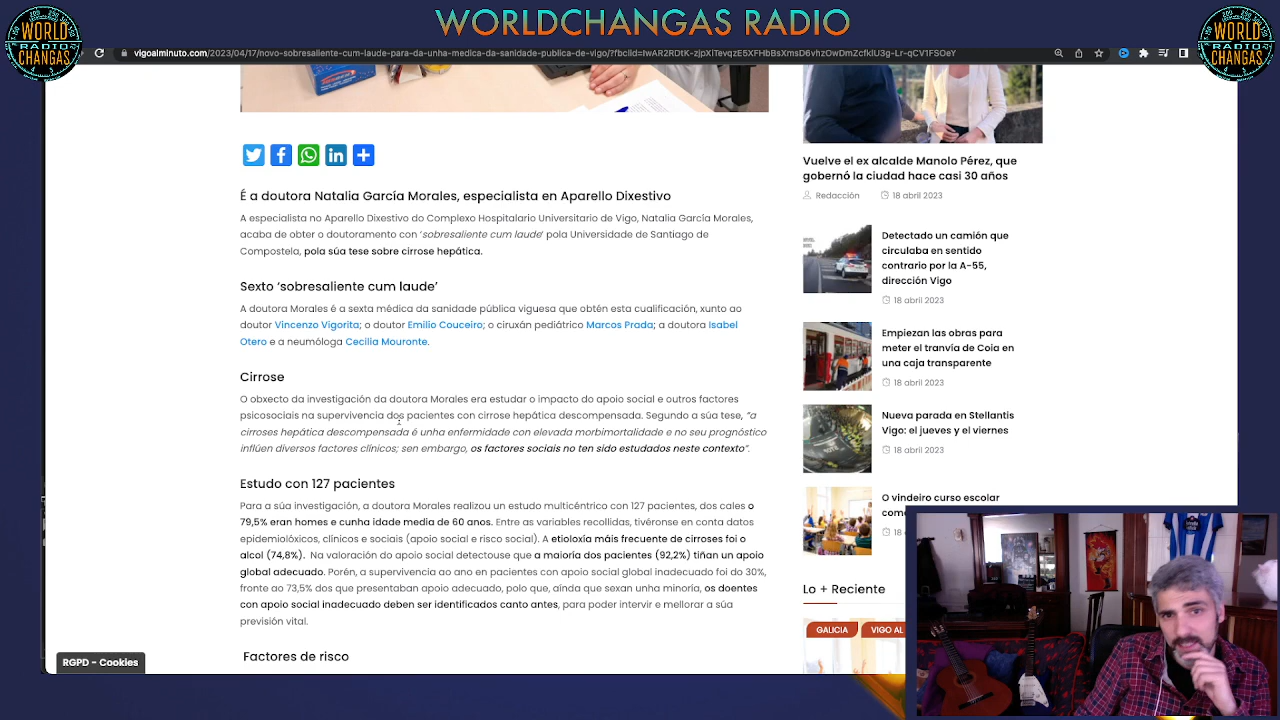 WORLDCHANGAS RADIO
WORLD
RADIO
CHANGAS
WORLD
RADIO
CHANGAS
vigoalminuto.com/2023/04/17/novo-sobresaliente-cum-laude-para-da-unha-medica-da-sanidade-publica-de-vigo/?fbclid=IwAR2RDtK-zjpXlTevqzE5XFHbBsXmsD6vhzOwDmZcfklU3g-Lr-qCV1FSOeY
É a doutora Natalia García Morales, especialista en Aparello Dixestivo
A especialista no Aparello Dixestivo do Complexo Hospitalario Universitario de Vigo, Natalia García Morales,
acaba de obter o doutoramento con ‘sobresaliente cum laude’ pola Universidade de Santiago de
Compostela, pola súa tese sobre cirrose hepática.
Sexto ‘sobresaliente cum laude’
A doutora Morales é a sexta médica da sanidade pública viguesa que obtén esta cualificación, xunto ao
doutor Vincenzo Vigorita; o doutor Emilio Couceiro; o ciruxán pediátrico Marcos Prada; a doutora Isabel
Otero e a neumóloga Cecilia Mouronte.
Cirrose
O obxecto da investigación da doutora Morales era estudar o impacto do apoio social e outros factores
psicosociais na supervivencia dos pacientes con cirrose hepática descompensada. Segundo a súa tese, “a
cirroses hepática descompensada é unha enfermidade con elevada morbimortalidade e no seu prognóstico
inflúen diversos factores clínicos; sen embargo, os factores sociais no ten sido estudados neste contexto”.
Estudo con 127 pacientes
Para a súa investigación, a doutora Morales realizou un estudo multicéntrico con 127 pacientes, dos cales o
79,5% eran homes e cunha idade media de 60 anos. Entre as variables recollidas, tivéronse en conta datos
epidemiolóxicos, clínicos e sociais (apoio social e risco social). A etioloxía máis frecuente de cirroses foi o
alcol (74,8%). Na valoración do apoio social detectouse que a maioría dos pacientes (92,2%) tiñan un apoio
global adecuado. Porén, a supervivencia ao ano en pacientes con apoio social global inadecuado foi do 30%,
fronte ao 73,5% dos que presentaban apoio adecuado, polo que, aínda que sexan unha minoría, os doentes
con apoio social inadecuado deben ser identificados canto antes, para poder intervir e mellorar a súa
previsión vital.
Factores de risco
RGPD – Cookies
Vuelve el ex alcalde Manolo Pérez, que
gobernó la ciudad hace casi 30 años
Redacción 18 abril 2023
Detectado un camión que
circulaba en sentido
contrario por la A-55,
dirección Vigo
18 abril 2023
Empiezan las obras para
meter el tranvía de Coia en
una caja transparente
18 abril 2023
Nueva parada en Stellantis
Vigo: el jueves y el viernes
18 abril 2023
O vindeiro curso escolar
Lo + Reciente
GALICIA
VIGO AL